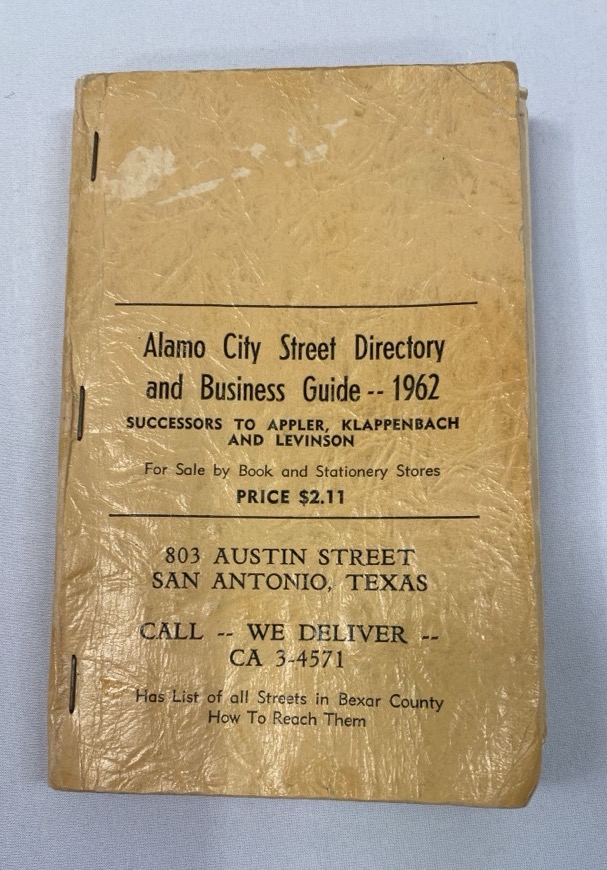 Alamo City Street Directory
and Business Guide -- 1962
SUCCESSORS TO APPLER, KLAPPENBACH
AND LEVINSON
For Sale by Book and Stationery Stores
PRICE $2.11
803 AUSTIN STREET
SAN ANTONIO, TEXAS
CALL -- WE DELIVER --
CA 3-4571
Has List of all Streets in Bexar County
How To Reach Them